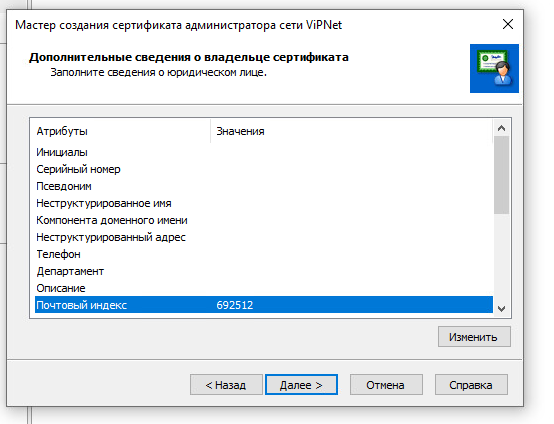 Мастер создания сертификата администратора сети ViPNet
Дополнительные сведения о владельце сертификата
Заполните сведения о юридическом лице.
Атрибуты Значения
Инициалы
Серийный номер
Псевдоним
Неструктурированное имя
Компонента доменного имени
Неструктурированный адрес
Телефон
Департамент
Описание
Почтовый индекс 692512
Изменить
< Назад Далее > Отмена Справка